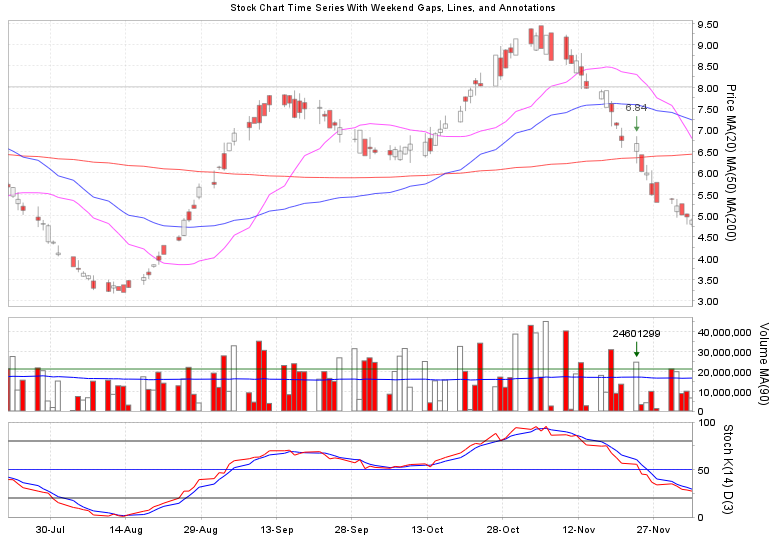 Stock Chart Time Series With Weekend Gaps, Lines, and Annotations
9.50
9.00
8.50
8.00
7.50
7.00
6.50
6.00
5.50
5.00
4.50
4.00
3.50
3.00
Price MA(20) MA(50) MA(200)
6.84
40,000,000
30,000,000
20,000,000
10,000,000
0
Volume MA(90)
24601299
100
50
0
Stoch K(14) D(3)
30-Jul
14-Aug
29-Aug
13-Sep
28-Sep
13-Oct
28-Oct
12-Nov
27-Nov